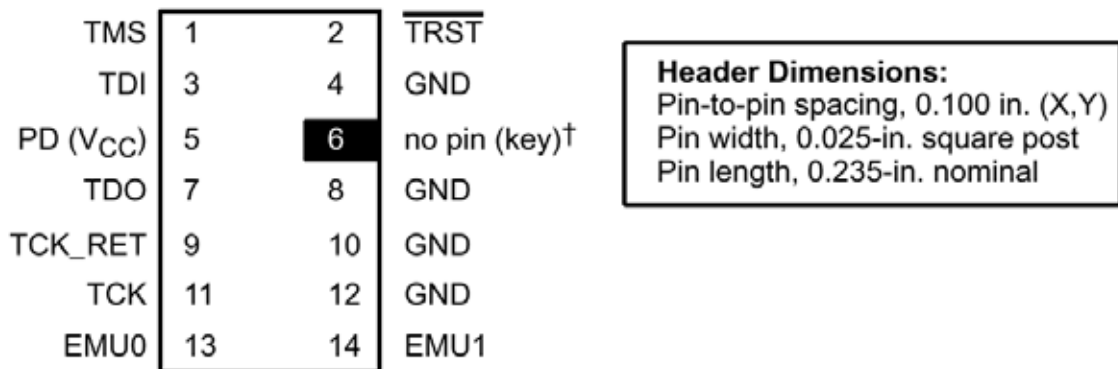 TMS 1 2 TRST
TDI 3 4 GND
PD (VCC) 5 6 no pin (key)†
TDO 7 8 GND
TCK_RET 9 10 GND
TCK 11 12 GND
EMU0 13 14 EMU1
Header Dimensions:
Pin-to-pin spacing, 0.100 in. (X,Y)
Pin width, 0.025-in. square post
Pin length, 0.235-in. nominal